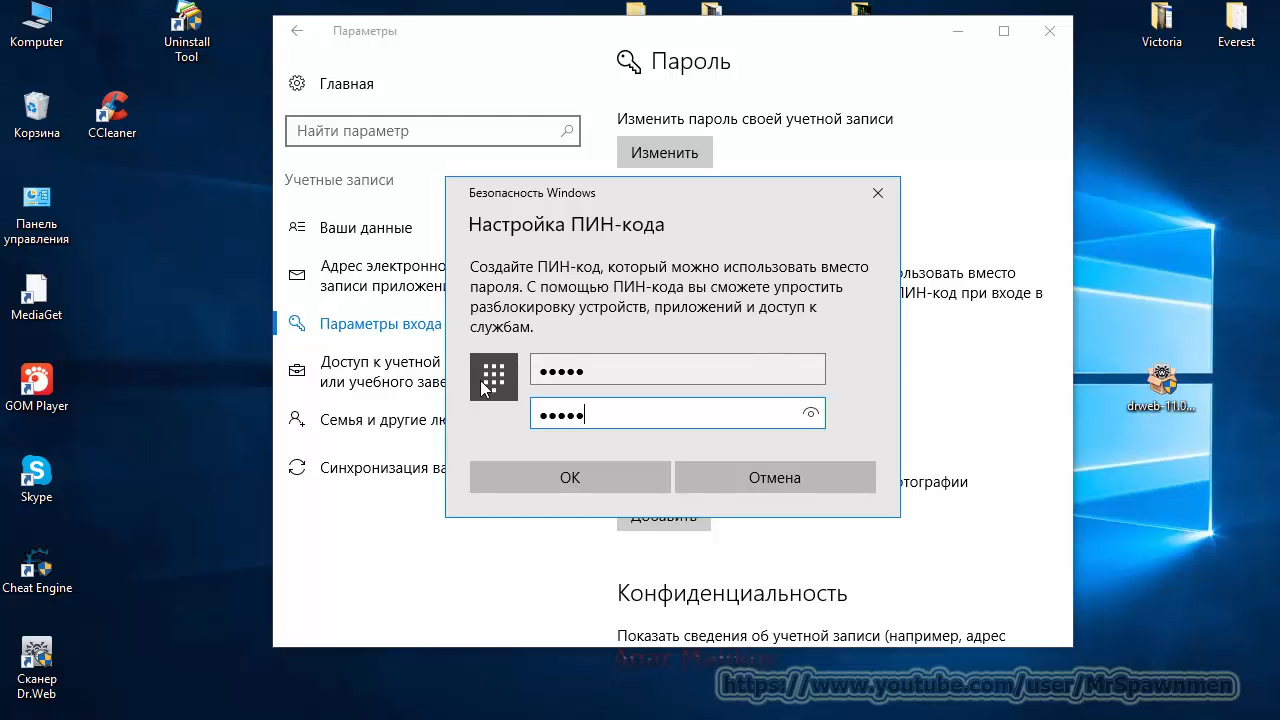 Komputer
Uninstall
Tool
Корзина
CCleaner
Панель
управления
MediaGet
GOM Player
Skype
Cheat Engine
Сканер
Dr.Web
Параметры
Главная
Найти параметр
Учетные записи
Ваши данные
Адрес электронно
записи приложен
Параметры входа
Доступ к учетной
или учебного заве
Семья и другие лю
Синхронизация ва
Пароль
Изменить пароль своей учетной записи
Изменить
Безопасность Windows
Настройка ПИН-кода
Создайте ПИН-код, который можно использовать вместо
пароля. С помощью ПИН-кода вы сможете упростить
разблокировку устройств, приложений и доступ к
службам.
ОК
Отмена
ользовать вместо
ПИН-код при входе в
отографии
Добавить
Конфиденциальность
Показать сведения об учетной записи (например, адрес
Victoria
Everest
drweb-11.0...
https://www.youtube.com/user/MrSpawnmen